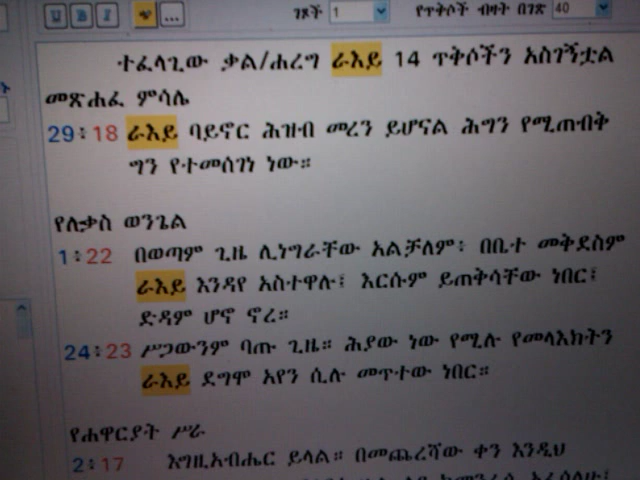 U B I ...
ገጾች 1 የጥቅሶች ብዛት በገጽ 40
ተፈላጊው ቃል/ሐረግ ራእይ 14 ጥቅሶችን አስገኝቷል
መጽሐፈ ምሳሌ
29፥18 ራእይ ባይኖር ሕዝብ መረን ይሆናል ሕግን የሚጠብቅ
ግን የተመሰገነ ነው።
የሉቃስ ወንጌል
1፥22 በወጣም ጊዜ ሊነግራቸው አልቻለም፥ በቤተ መቅደስም
ራእይ እንዳየ አስተዋሉ፤ እርሱም ይጠቅሳቸው ነበር፤
ድዳም ሆኖ ኖረ።
24፥23 ሥጋውንም ባጡ ጊዜ። ሕያው ነው የሚሉ የመላእክትን
ራእይ ደግሞ አየን ሲሉ መጥተው ነበር።
የሐዋርያት ሥራ
2፥17 እግዚአብሔር ይላል። በመጨረሻው ቀን እንዲህ